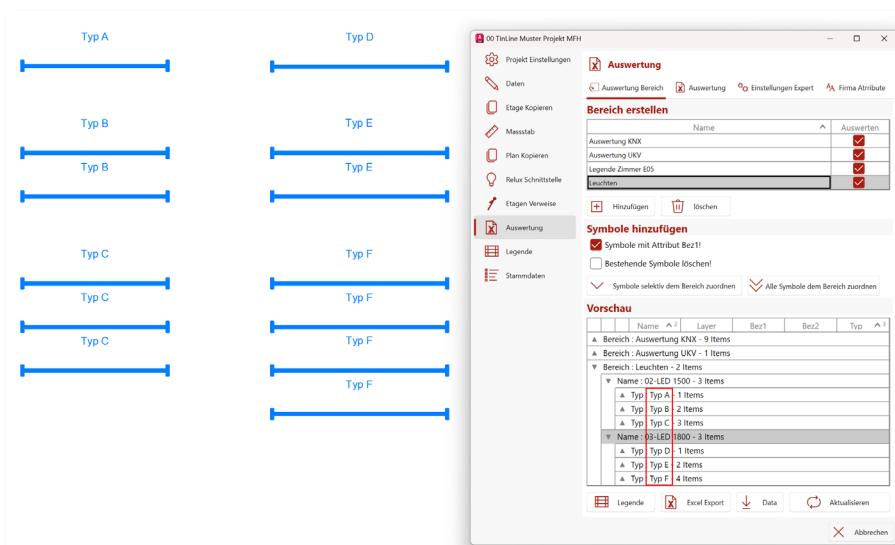 Typ A
Typ D
Typ B
Typ E
Typ B
Typ E
Typ C
Typ F
Typ C
Typ F
Typ C
Typ F
Typ F
00 TinLine Muster Projekt MFH
Projekt Einstellungen
Daten
Etage Kopieren
Massstab
Plan Kopieren
Relux Schnittstelle
Etagen Verweise
Auswertung
Legende
Stammdaten
Auswertung
Auswertung Bereich Auswertung Einstellungen Expert Firma Attribute
Bereich erstellen
Name Auswerten
Auswertung KNX
Auswertung UKV
Legende Zimmer E05
Leuchten
Hinzufügen löschen
Symbole hinzufügen
Symbole mit Attribut Bez1!
Bestehende Symbole löschen!
Symbole selektiv dem Bereich zuordnen Alle Symbole dem Bereich zuordnen
Vorschau
Name 2 Layer Bez1 Bez2 Typ 3
Bereich : Auswertung KNX - 9 Items
Bereich : Auswertung UKV - 1 Items
Bereich : Leuchten - 2 Items
Name : 02-LED 1500 - 3 Items
Typ : Typ A - 1 Items
Typ : Typ B - 2 Items
Typ : Typ C - 3 Items
Name : 03-LED 1800 - 3 Items
Typ : Typ D - 1 Items
Typ : Typ E - 2 Items
Typ : Typ F - 4 Items
Legende Excel Export Data Aktualisieren
Abbrechen